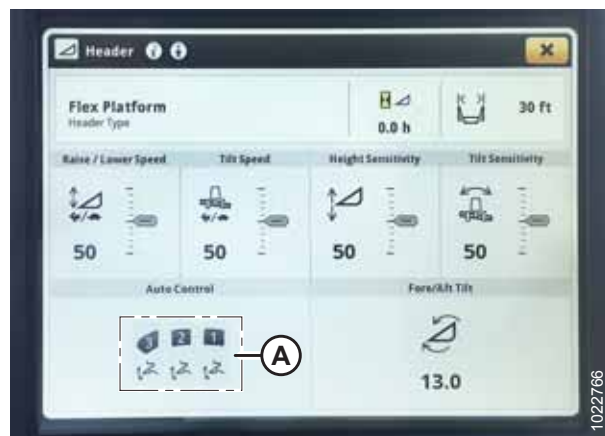 Header
Flex Platform
Header Type
0.0 h
30 ft
Raise / Lower Speed
Tilt Speed
Height Sensitivity
Tilt Sensitivity
50
50
50
50
Auto Control
Fore/Aft Tilt
3 2 1
A
13.0
1022766